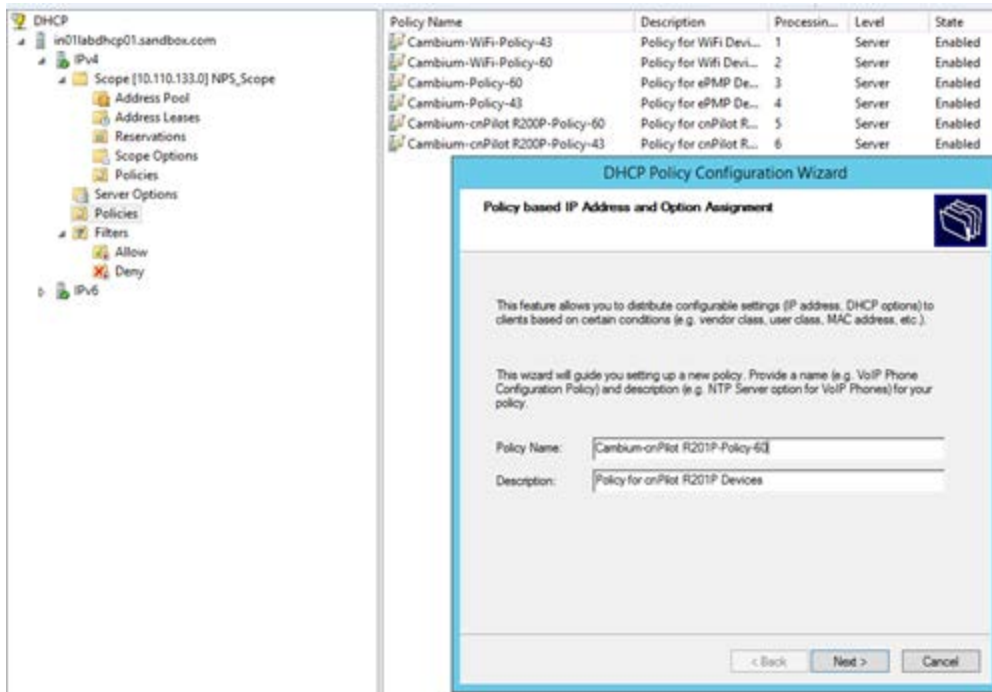 DHCP
in01labdhcp01.sandbox.com
IPv4
Scope [10.110.133.0] NPS_Scope
Address Pool
Address Leases
Reservations
Scope Options
Policies
Server Options
Policies
Filters
Allow
Deny
IPv6
Policy Name Description Processin... Level State
Cambium-WiFi-Policy-43 Policy for WiFi Devi... 1 Server Enabled
Cambium-WiFi-Policy-60 Policy for Wifi Devi... 2 Server Enabled
Cambium-Policy-60 Policy for ePMP De... 3 Server Enabled
Cambium-Policy-43 Policy for ePMP De... 4 Server Enabled
Cambium-cnPilot R200P-Policy-60 Policy for cnPilot R... 5 Server Enabled
Cambium-cnPilot R200P-Policy-43 Policy for cnPilot R... 6 Server Enabled
DHCP Policy Configuration Wizard
Policy based IP Address and Option Assignment
This feature allows you to distribute configurable settings (IP address, DHCP options) to
clients based on certain conditions (e.g. vendor class, user class, MAC address, etc.).
This wizard will guide you setting up a new policy. Provide a name (e.g. VoIP Phone
Configuration Policy) and description (e.g. NTP Server option for VoIP Phones) for your
policy.
Policy Name: Cambium-cnPilot R201P-Policy-60
Description: Policy for cnPilot R201P Devices
< Back Next > Cancel